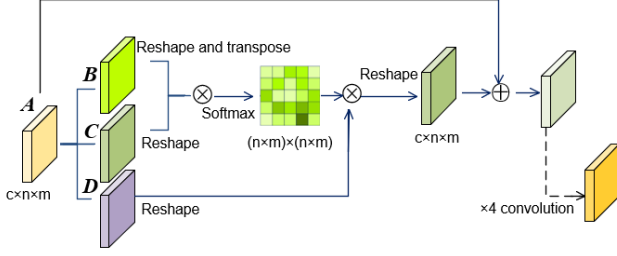 A
c×n×m
B
Reshape and transpose
C
Reshape
D
Reshape
Softmax
(n×m)×(n×m)
Reshape
c×n×m
×4 convolution